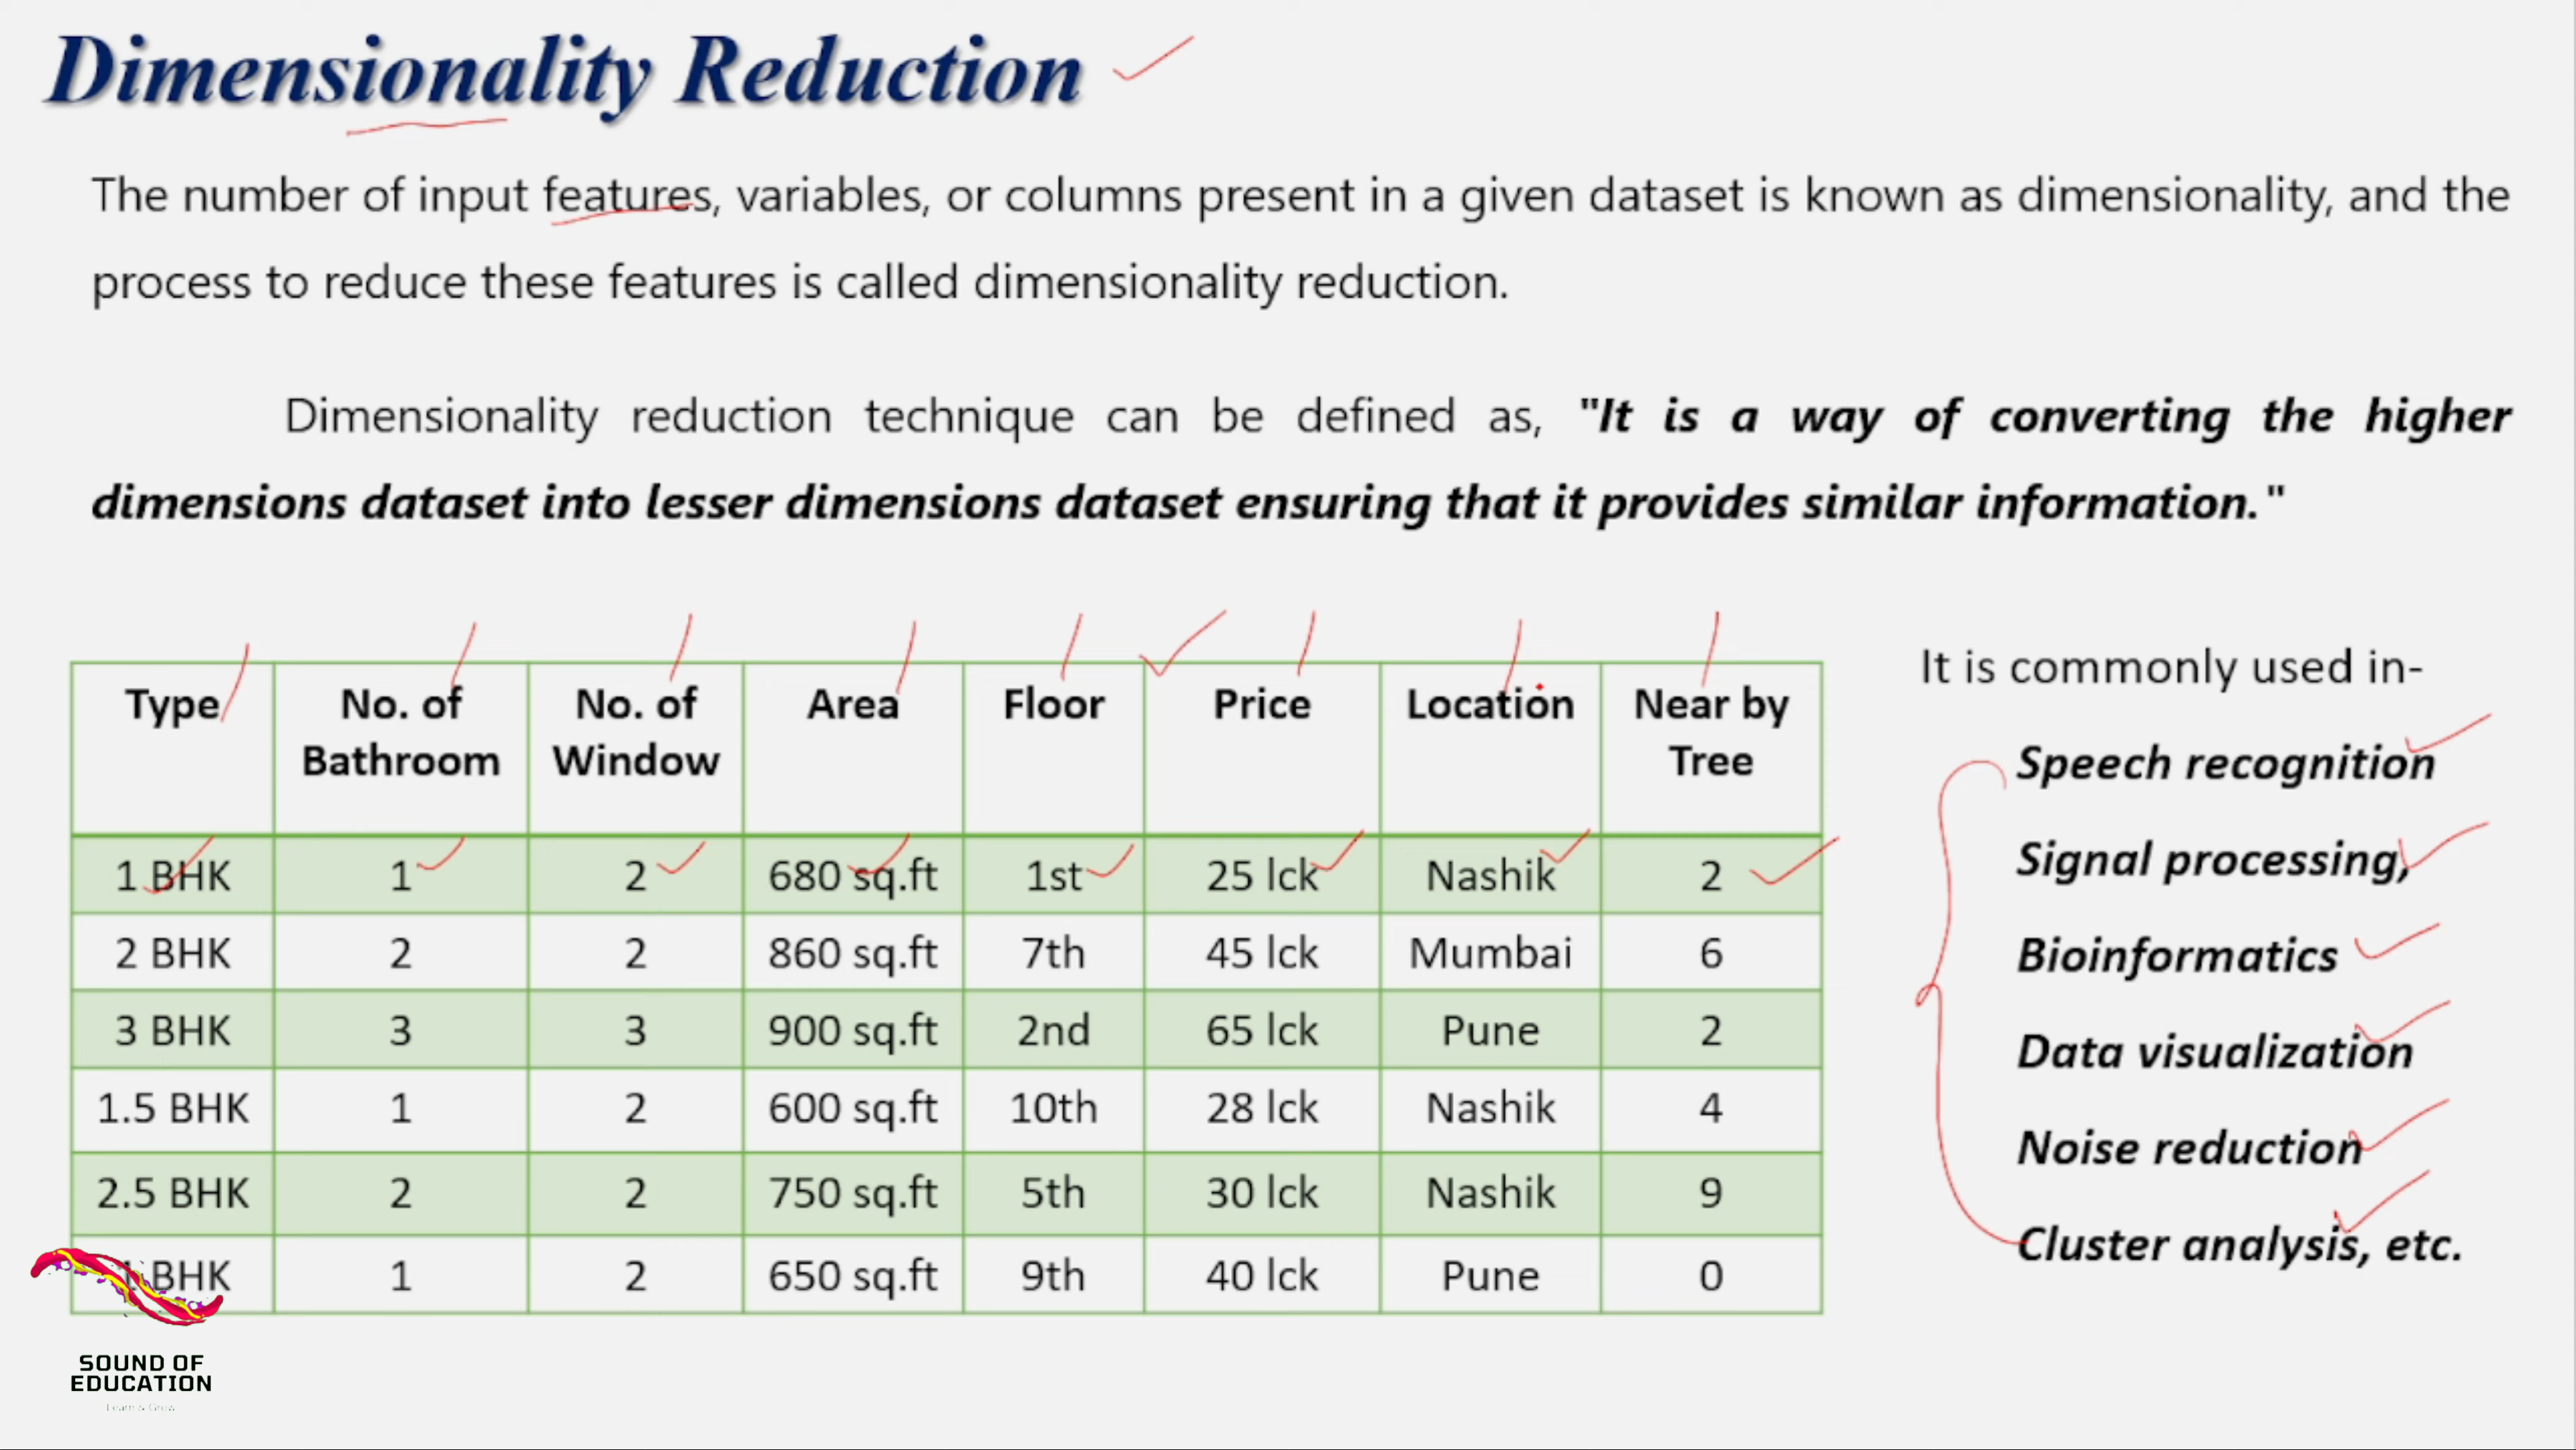 Dimensionality Reduction
The number of input features, variables, or columns present in a given dataset is known as dimensionality, and the
process to reduce these features is called dimensionality reduction.
Dimensionality reduction technique can be defined as, "It is a way of converting the higher
dimensions dataset into lesser dimensions dataset ensuring that it provides similar information."
Type No. of Bathroom No. of Window Area Floor Price Location Near by Tree
1 BHK 1 2 680 sq.ft 1st 25 lck Nashik 2
2 BHK 2 2 860 sq.ft 7th 45 lck Mumbai 6
3 BHK 3 3 900 sq.ft 2nd 65 lck Pune 2
1.5 BHK 1 2 600 sq.ft 10th 28 lck Nashik 4
2.5 BHK 2 2 750 sq.ft 5th 30 lck Nashik 9
BHK 1 2 650 sq.ft 9th 40 lck Pune 0
It is commonly used in-
Speech recognition
Signal processing,
Bioinformatics
Data visualization
Noise reduction
Cluster analysis, etc.
SOUND OF
EDUCATION
Learn & Grow